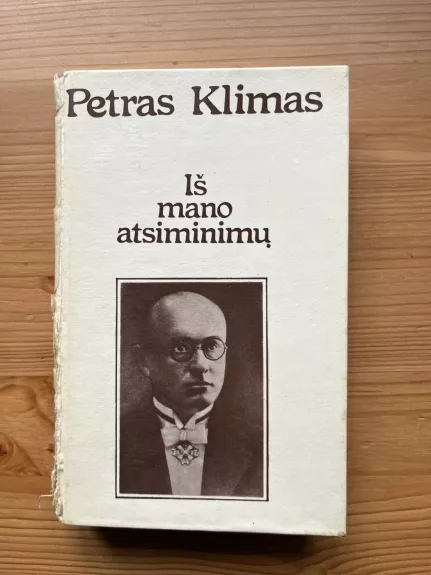 Petras Klimas
Iš
mano
atsiminimų